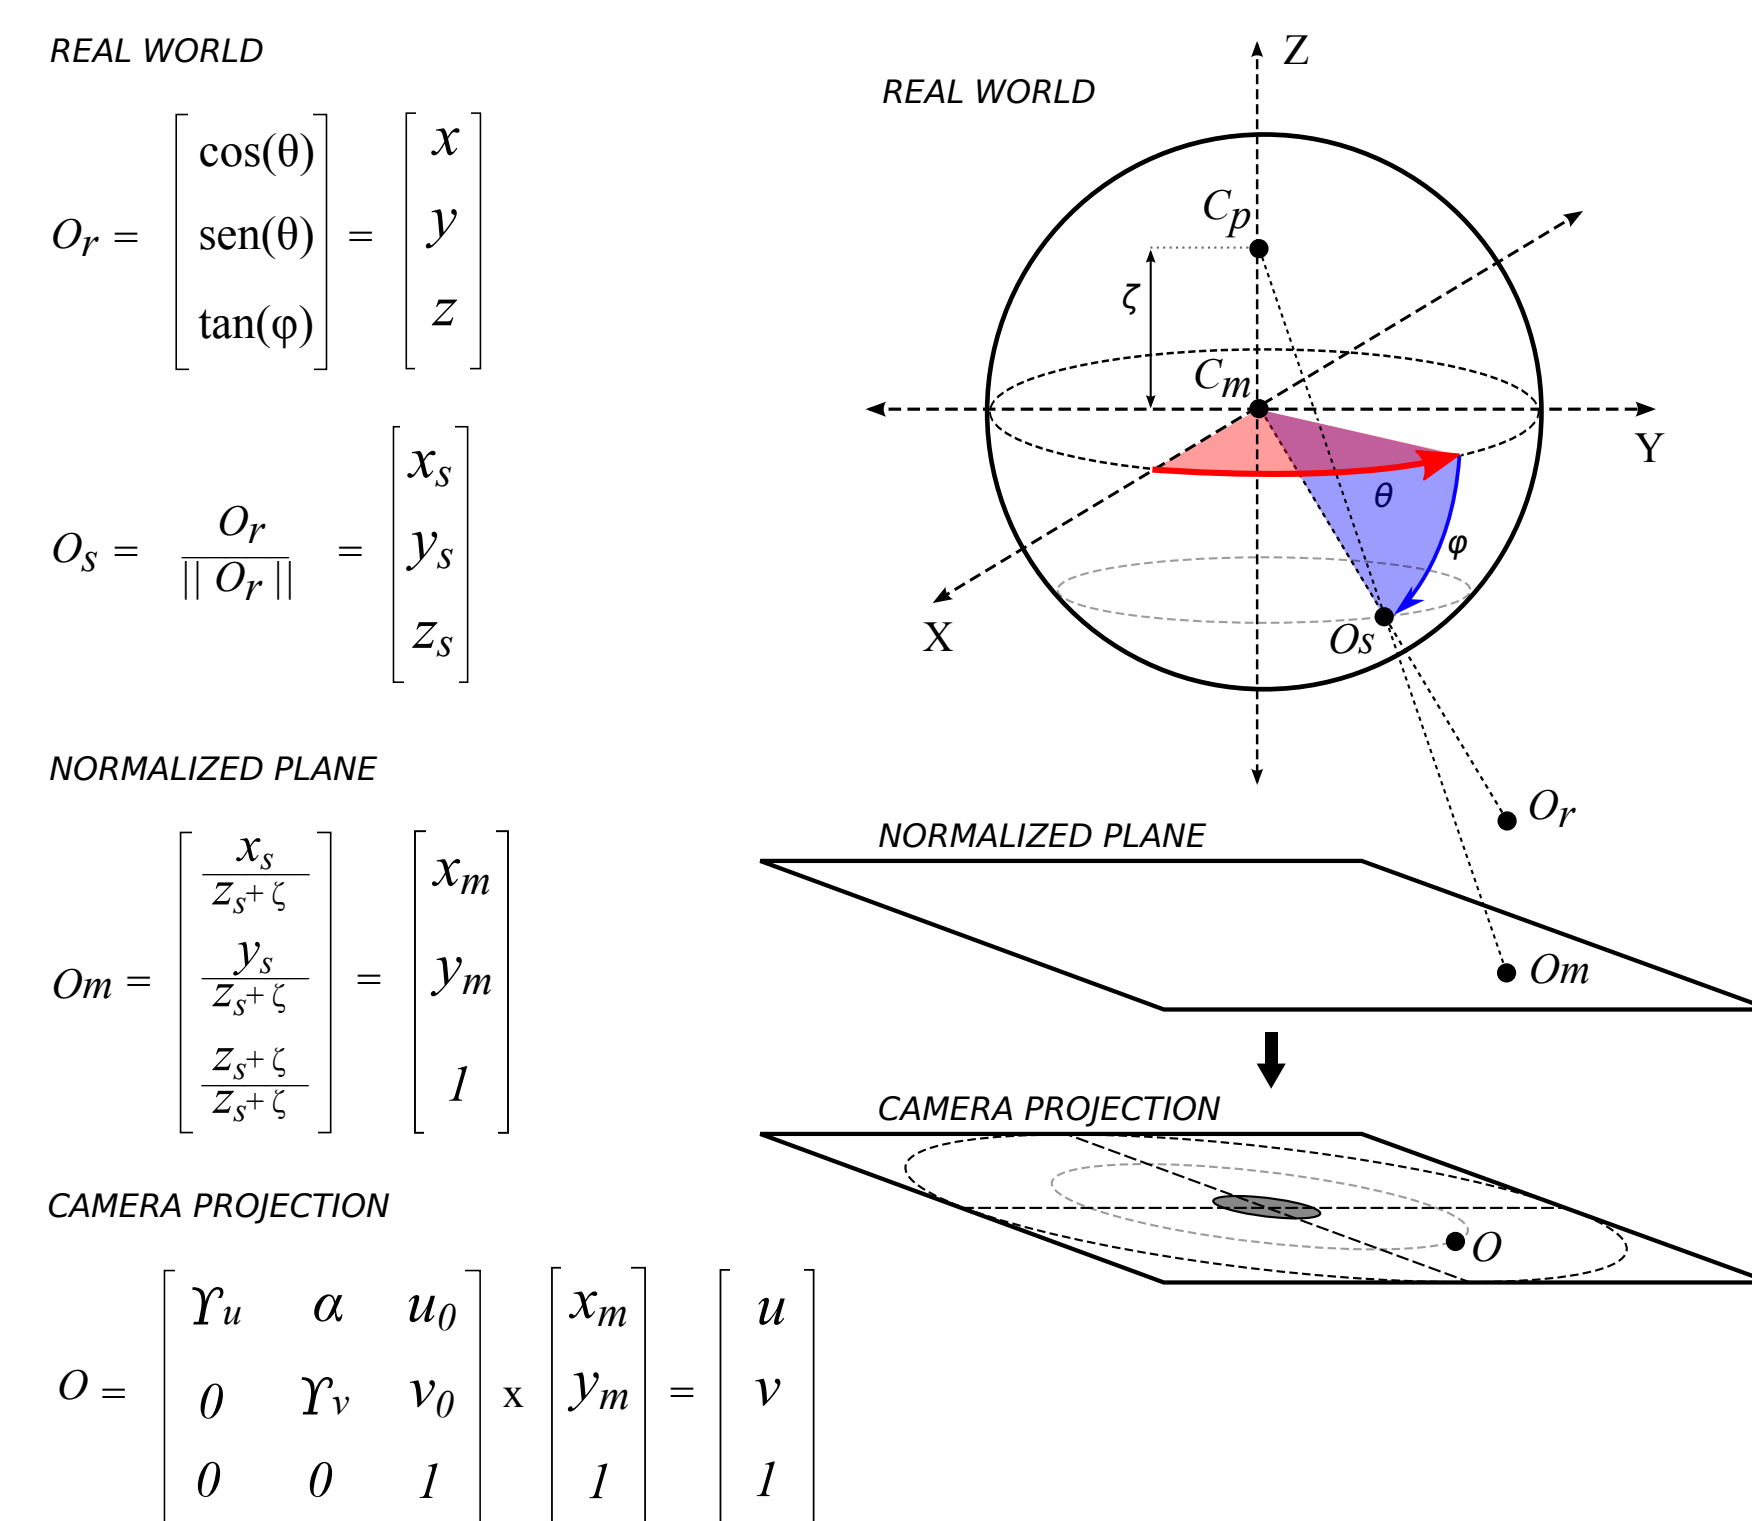 REAL WORLD
Or = [ cos(θ) sen(θ) tan(φ) ] = [ x y z ]
Os = Or / || Or || = [ xs ys zs ]
NORMALIZED PLANE
Om = [ xs / zs + ζ ys / zs + ζ zs + ζ / zs + ζ ] = [ xm ym 1 ]
CAMERA PROJECTION
O = [ ϒu α u0 0 ϒv v0 0 0 1 ] x [ xm ym 1 ] = [ u v 1 ]
REAL WORLD
Z
Cp
ζ
Cm
Y
θ
φ
X
Os
Or
NORMALIZED PLANE
Om
CAMERA PROJECTION
O